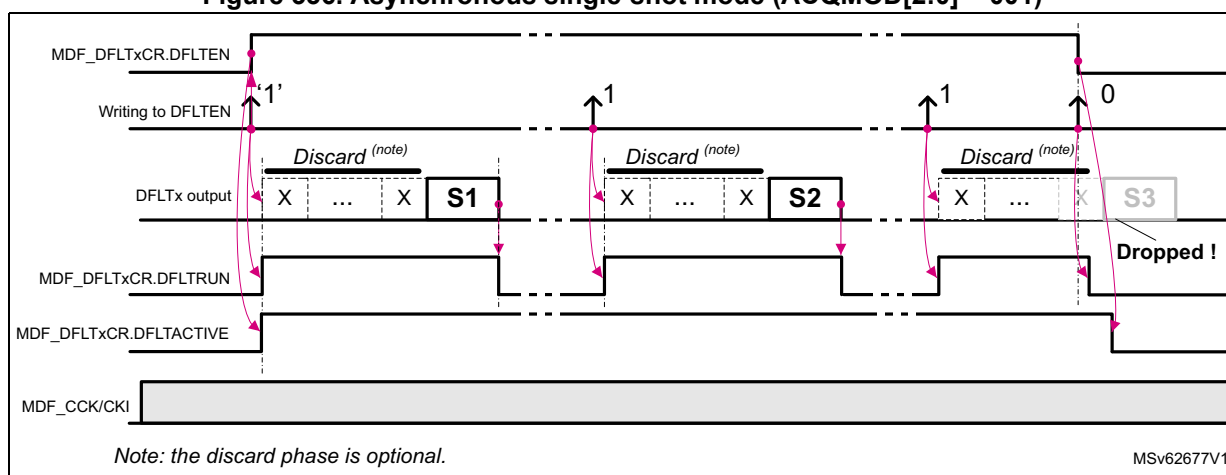 Figure 356. Asynchronous single-shot mode (ACQMOD[2:0] = 001)
MDF_DFLTxCR.DFLTEN
Writing to DFLTEN
'1'
1
1
0
Discard (note)
Discard (note)
Discard (note)
DFLTx output
X ... X S1
X ... X S2
X ... X S3
Dropped !
MDF_DFLTxCR.DFLTRUN
MDF_DFLTxCR.DFLTACTIVE
MDF_CCK/CKI
Note: the discard phase is optional.
MSv62677V1